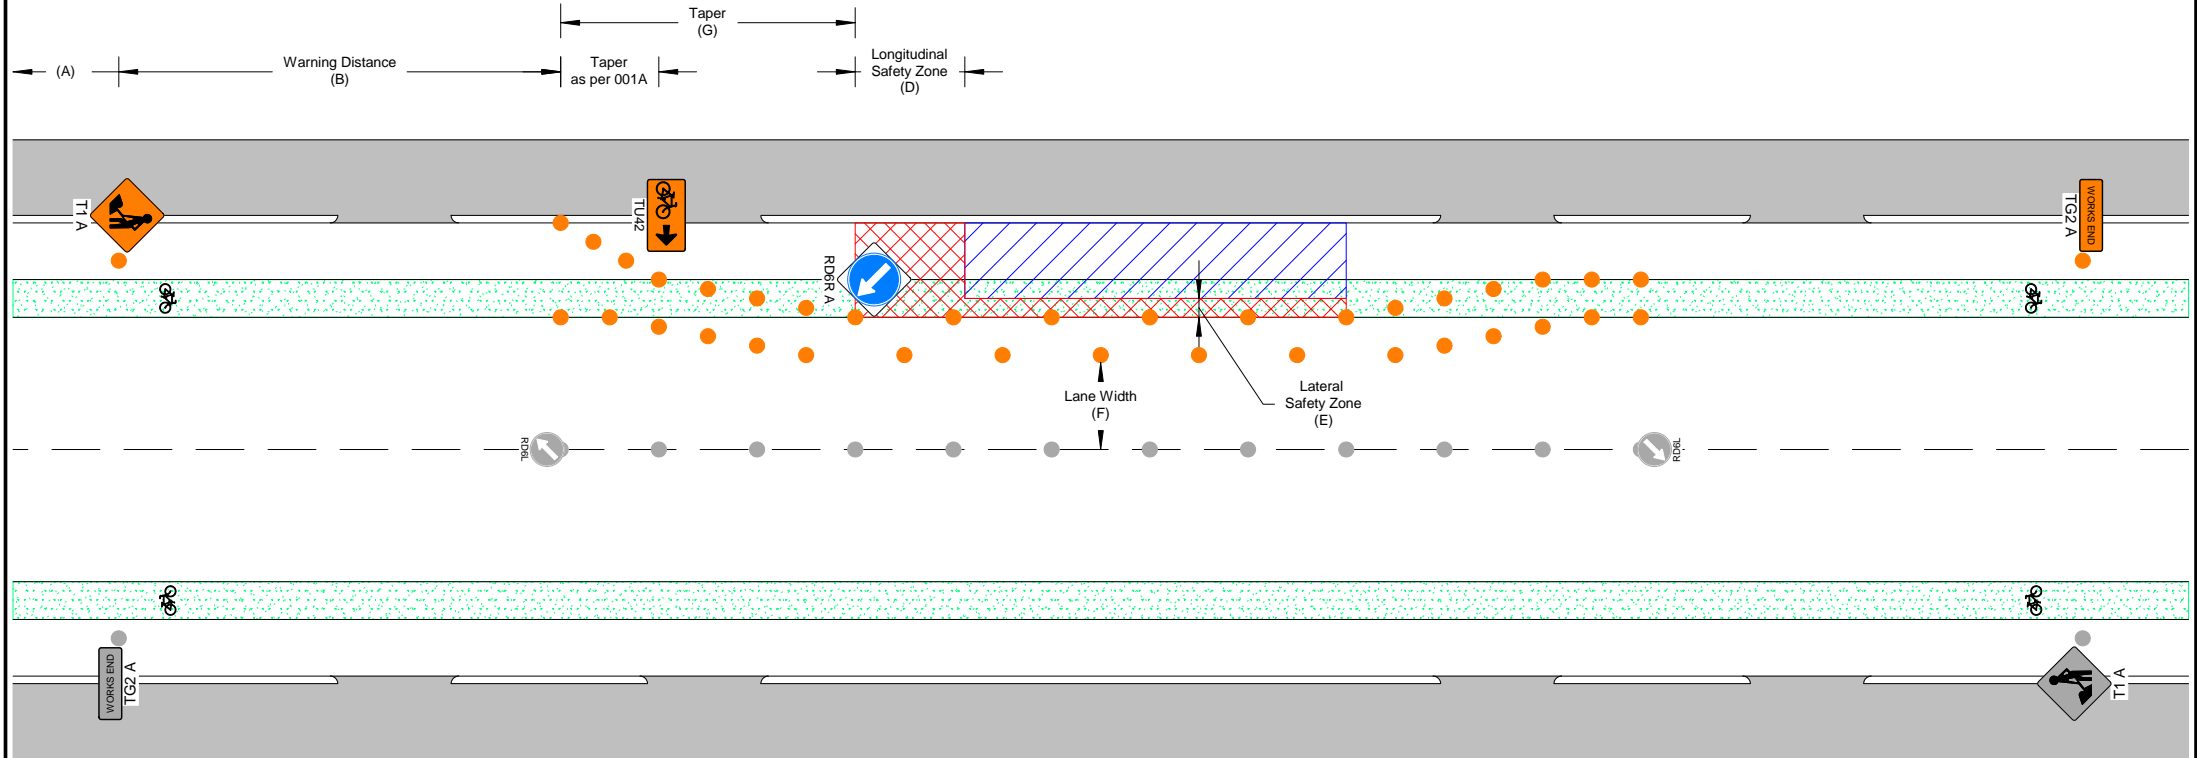 Taper
(G)
(A)
Warning Distance
(B)
Taper
as per 001A
Longitudinal
Safety Zone
(D)
T1 A
TU42
RD6R A
WORKS END
TG2 A
Lane Width
(F)
Lateral
Safety Zone
(E)
RD6L
RD6L
WORKS END
TG2 A
T1 A